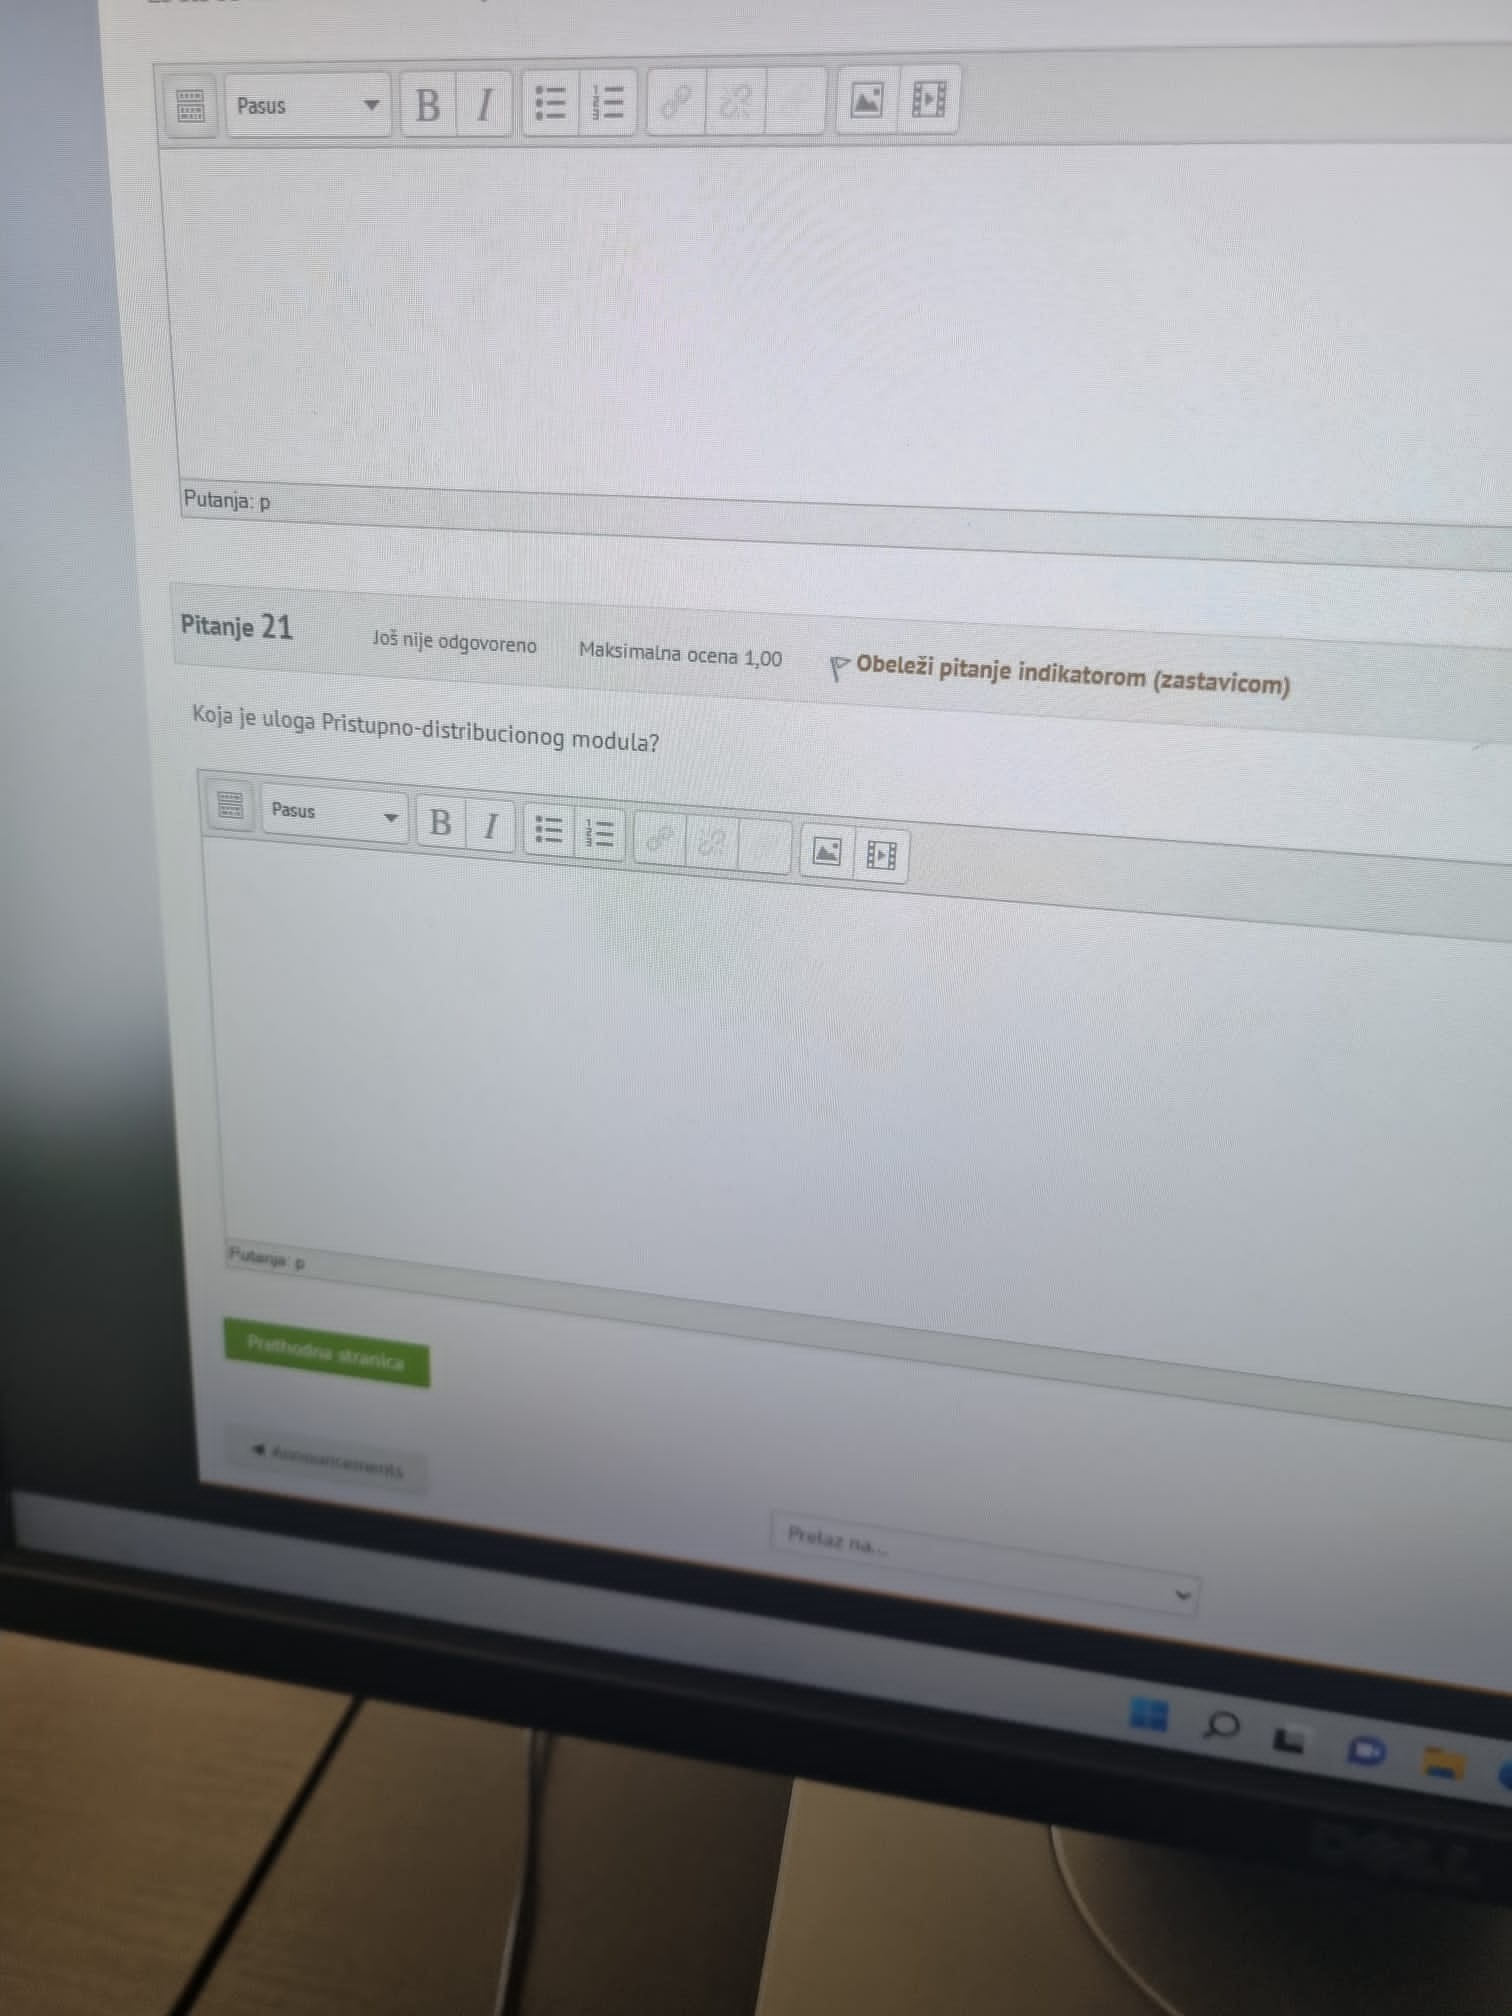 Pasus
B I
Putanja: p
Pitanje 21 Još nije odgovoreno Maksimalna ocena 1,00 Obeleži pitanje indikatorom (zastavicom)
Koja je uloga Pristupno-distribucionog modula?
Pasus
B I
Putanja: p
Prethodna stranica
◄ Announcements
Prelaz na...
DELL